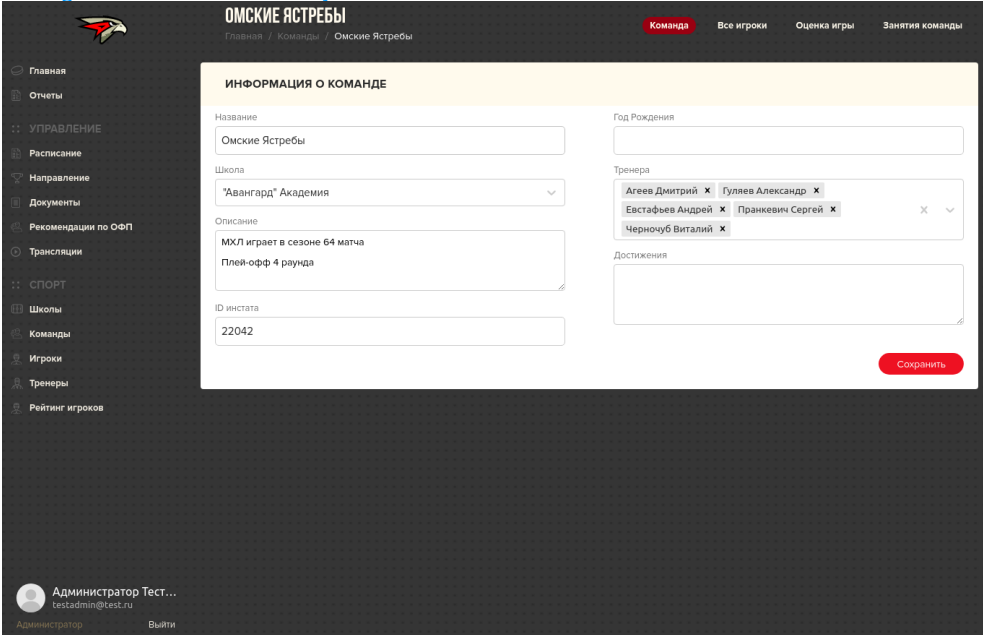 ОМСКИЕ ЯСТРЕБЫ
Главная / Команды / Омские Ястребы
Команда
Все игроки
Оценка игры
Занятия команды
Главная
Отчеты
УПРАВЛЕНИЕ
Расписание
Направление
Документы
Рекомендации по ОФП
Трансляции
СПОРТ
Школы
Команды
Игроки
Тренеры
Рейтинг игроков
ИНФОРМАЦИЯ О КОМАНДЕ
Название
Омские Ястребы
Школа
"Авангард" Академия
Описание
МХЛ играет в сезоне 64 матча
Плей-офф 4 раунда
ID инстата
22042
Год Рождения
Тренера
Агеев Дмитрий × Гуляев Александр ×
Евстафьев Андрей × Пранкевич Сергей ×
Черночуб Виталий ×
Достижения
Сохранить
Администратор Тест...
testadmin@test.ru
Администратор
Выйти